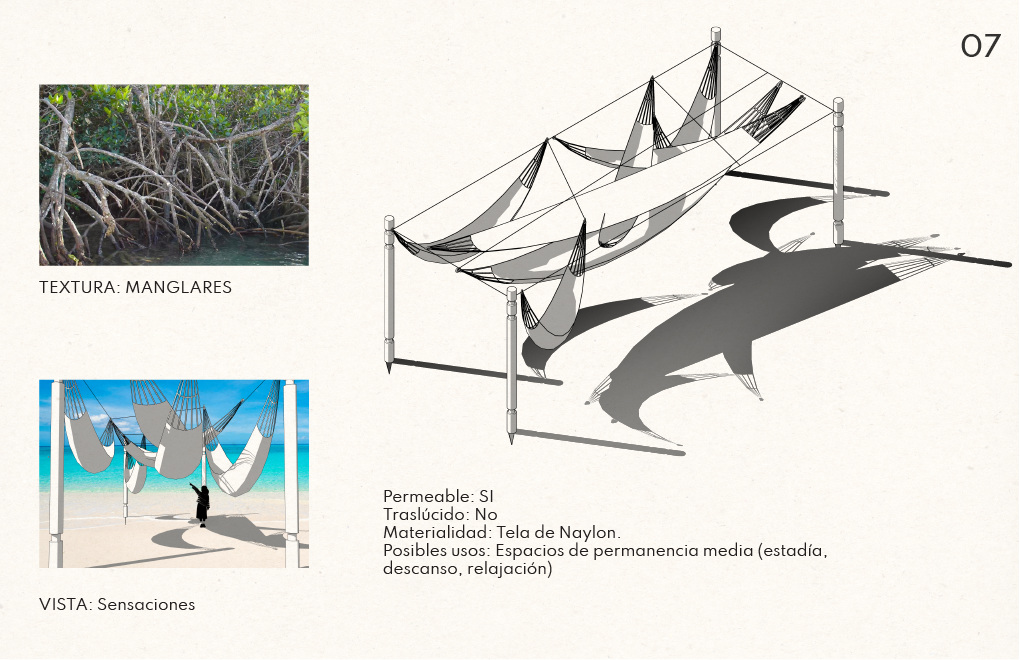 07
TEXTURA: MANGLARES
VISTA: Sensaciones
Permeable: SI
Traslúcido: No
Materialidad: Tela de Naylon.
Posibles usos: Espacios de permanencia media (estadía,
descanso, relajación)